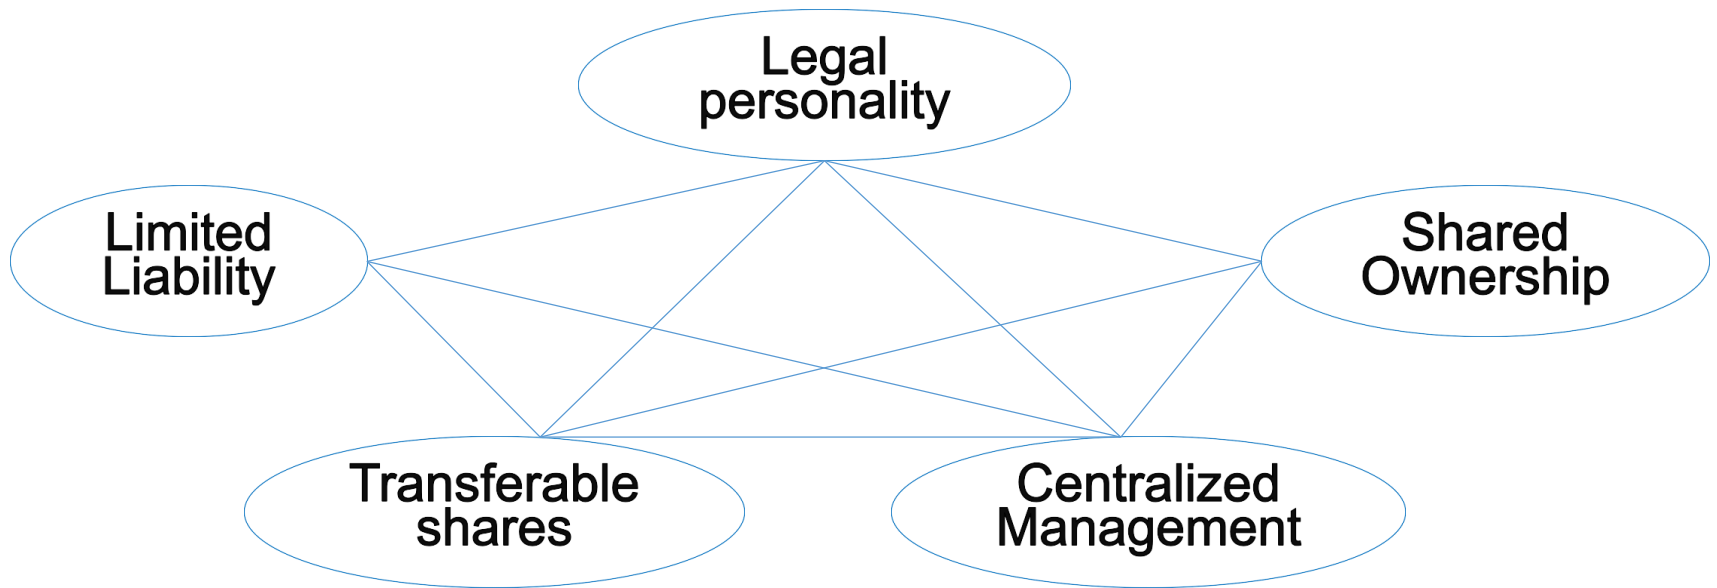 Legal
personality
Limited
Liability
Shared
Ownership
Transferable
shares
Centralized
Management